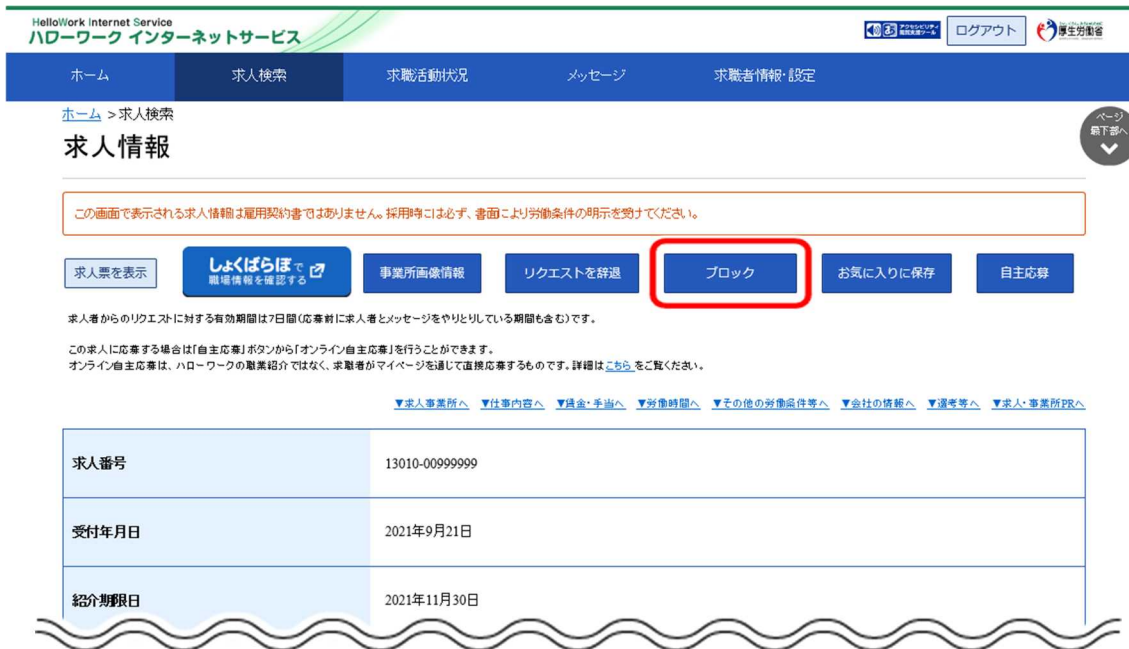 HelloWork Internet Service
ハローワーク インターネットサービス
ログアウト
厚生労働省
ホーム 求人検索 求職活動状況 メッセージ 求職者情報・設定
ホーム >求人検索
ページ
最下部へ
求人情報
この画面で表示される求人情報は雇用契約書ではありません。採用時には必ず、書面により労働条件の明示を受けてください。
求人票を表示 しょくばらぼで 事業所画像情報 リクエストを辞退 ブロック お気に入りに保存 自主応募
職場情報を確認する
求人者からのリクエストに対する有効期間は7日間(応募前に求人者とメッセージをやりとりしている期間も含む)です。
この求人に応募する場合は「自主応募」ボタンから「オンライン自主応募」を行うことができます。
オンライン自主応募は、ハローワークの職業紹介ではなく、求職者がマイページを通じて直接応募するものです。詳細はこちら をご覧ください。
▼求人事業所へ ▼仕事内容へ ▼賃金・手当へ ▼労働時間へ ▼その他の労働条件等へ ▼会社の情報へ ▼選考等へ ▼求人・事業所PRへ
求人番号 13010-00999999
受付年月日 2021年9月21日
紹介期限日 2021年11月30日